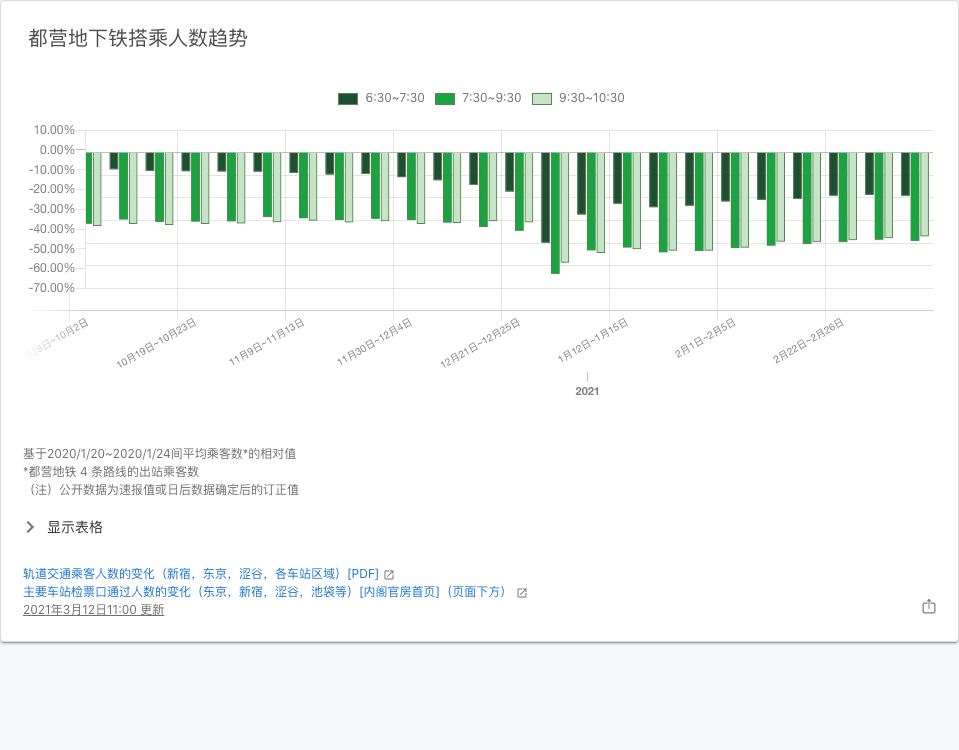 都营地下铁搭乘人数趋势
6:30~7:30 7:30~9:30 9:30~10:30
10.00%
0.00%
-10.00%
-20.00%
-30.00%
-40.00%
-50.00%
-60.00%
-70.00%
28日~10月2日 10月19日~10月23日 11月9日~11月13日 11月30日~12月4日 12月21日~12月25日 1月12日~1月15日 2月1日~2月5日 2月22日~2月26日
2021
基于2020/1/20~2020/1/24间平均乘客数*的相对值
*都营地铁 4 条路线的出站乘客数
（注）公开数据为速报值或日后数据确定后的订正值
显示表格
轨道交通乘客人数的变化（新宿，东京，涩谷，各车站区域）[PDF]
主要车站检票口通过人数的变化（东京，新宿，涩谷，池袋等）[内阁官房首页]（页面下方）
2021年3月12日11:00 更新